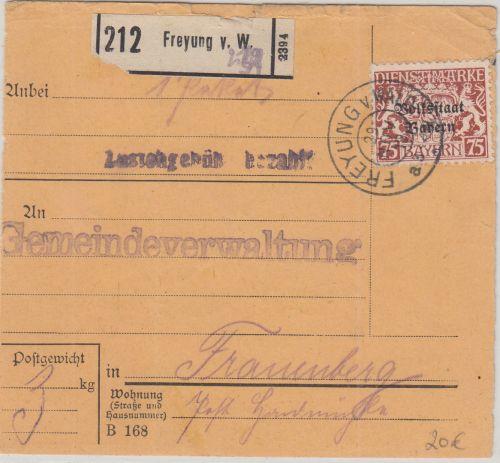 212 Freyung v. W. 2394
DIENSTMARKE
Volksstaat
Bayern
75 BAYERN 75
FREYUNG v. W.
a
Anbei 1 Paket
Zustellgebühr bezahlt
An
Gemeindeverwaltung
Postgewicht
3 kg
in Frauenberg
Wohnung
(Straße und
Hausnummer)
Post
B 168
20€